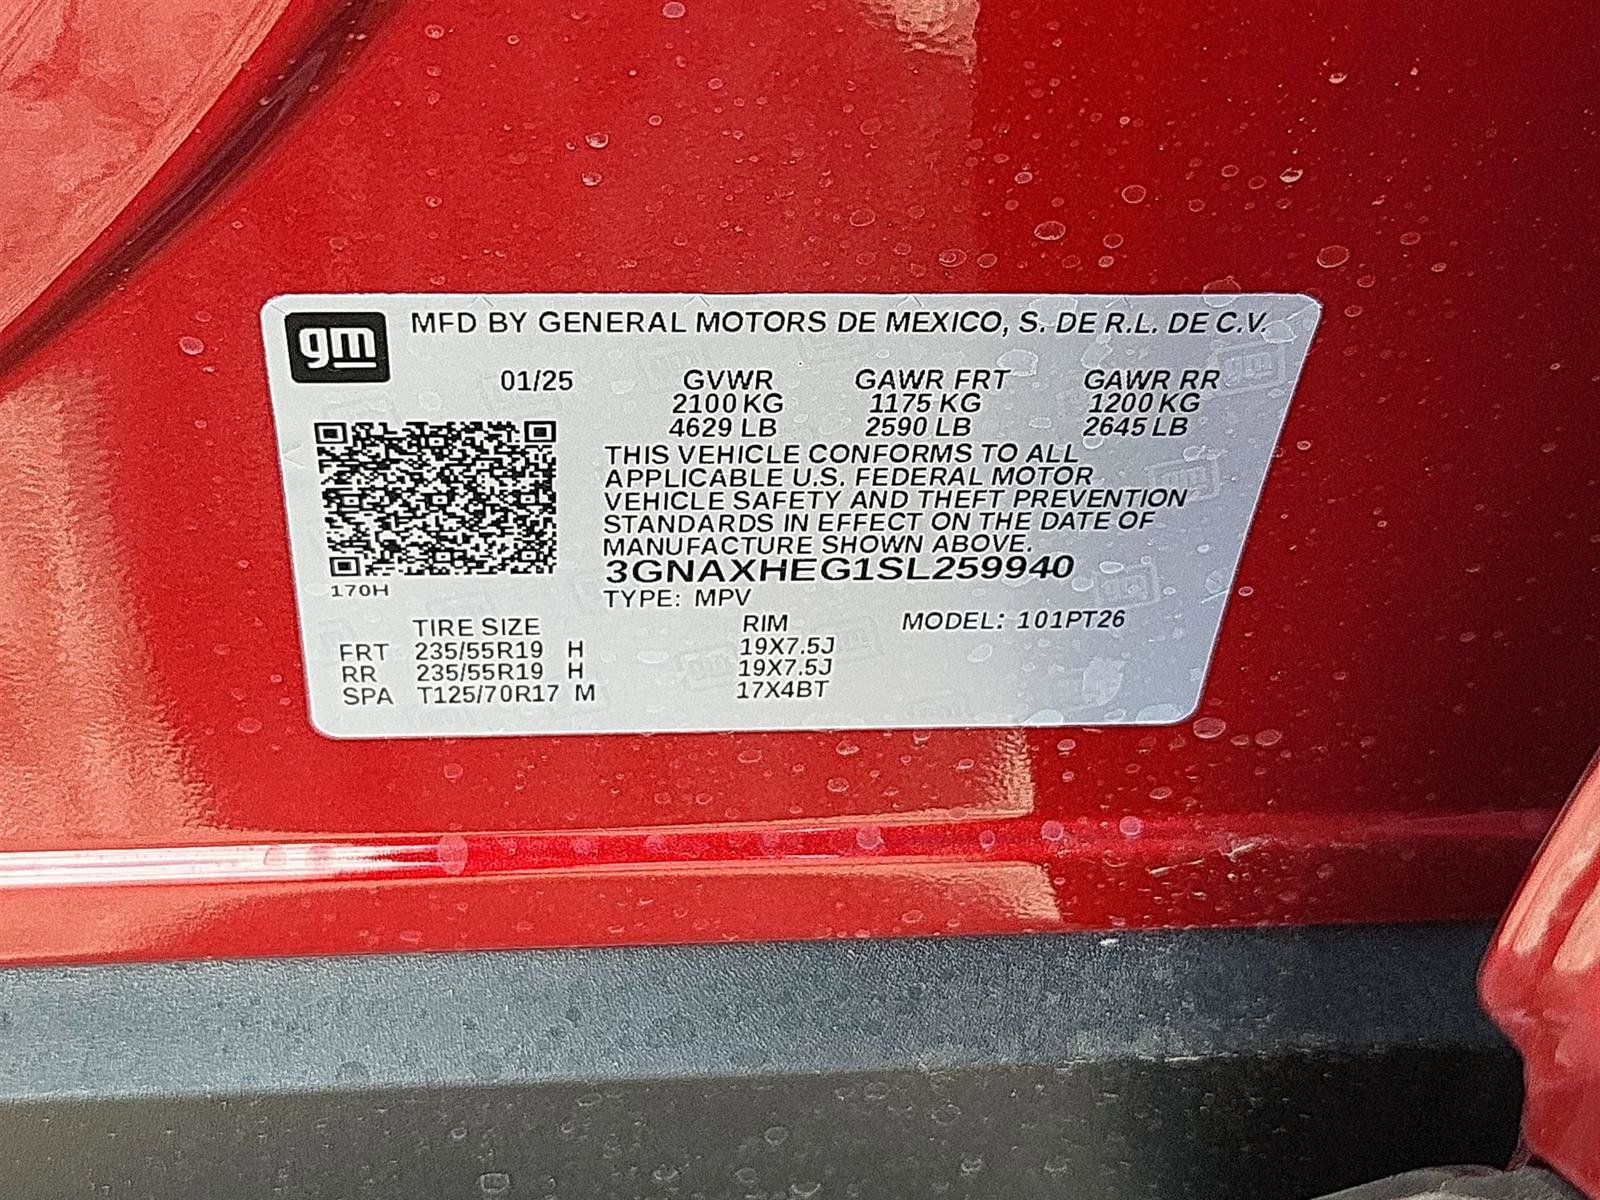 gm MFD BY GENERAL MOTORS DE MEXICO, S. DE R.L. DE C.V.
01/25 GVWR GAWR FRT GAWR RR
2100 KG 1175 KG 1200 KG
4629 LB 2590 LB 2645 LB
THIS VEHICLE CONFORMS TO ALL
APPLICABLE U.S. FEDERAL MOTOR
VEHICLE SAFETY AND THEFT PREVENTION
STANDARDS IN EFFECT ON THE DATE OF
MANUFACTURE SHOWN ABOVE.
3GNAXHEG1SL259940
170H
TYPE: MPV
TIRE SIZE RIM MODEL: 101PT26
FRT 235/55R19 H 19X7.5J
RR 235/55R19 H 19X7.5J
SPA T125/70R17 M 17X4BT